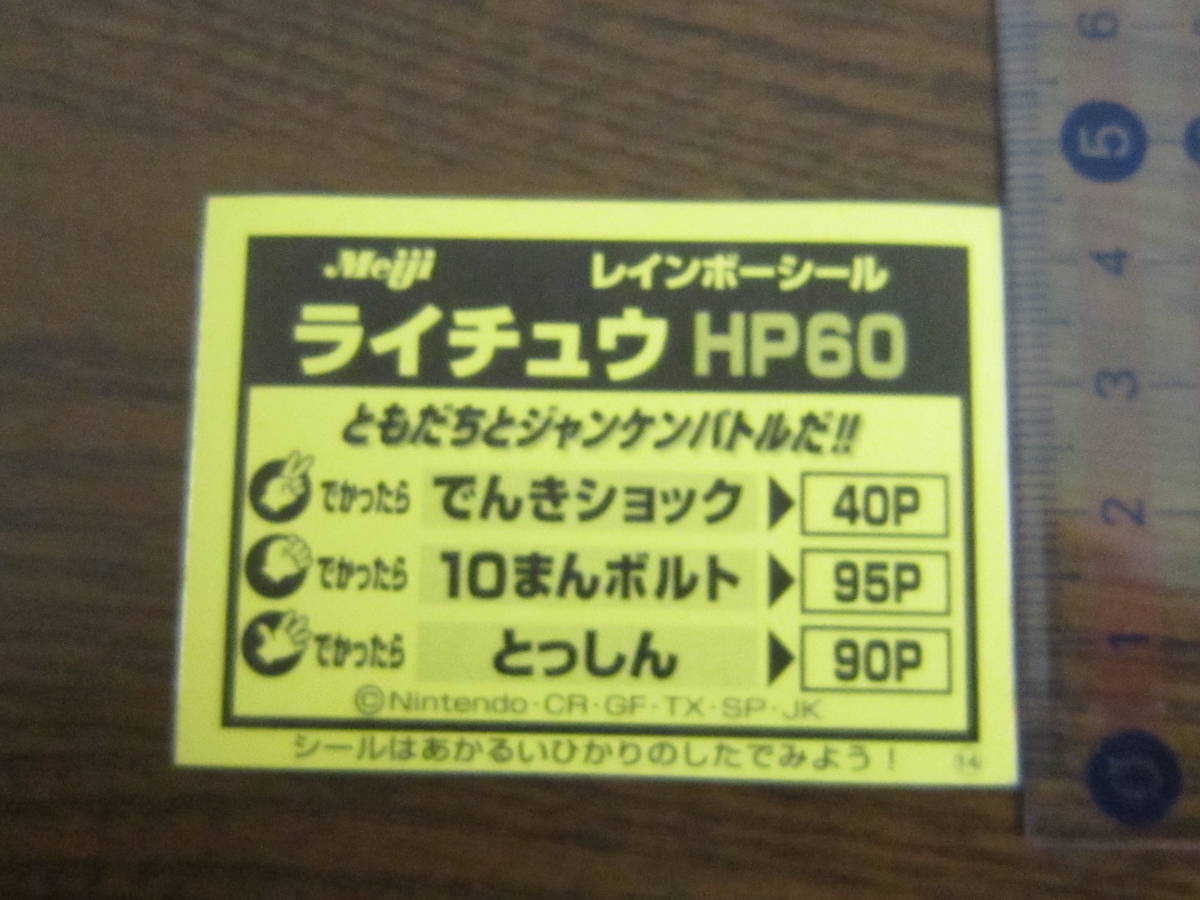 Meiji レインボーシール
ライチュウ HP60
ともだちとジャンケンバトルだ!!
でかったら でんきショック ▶ 40P
でかったら 10まんボルト ▶ 95P
でかったら とっしん ▶ 90P
©Nintendo・CR・GF・TX・SP・JK
シールはあかるいひかりのしたでみよう!
14
6
5
4
3
2
1
0